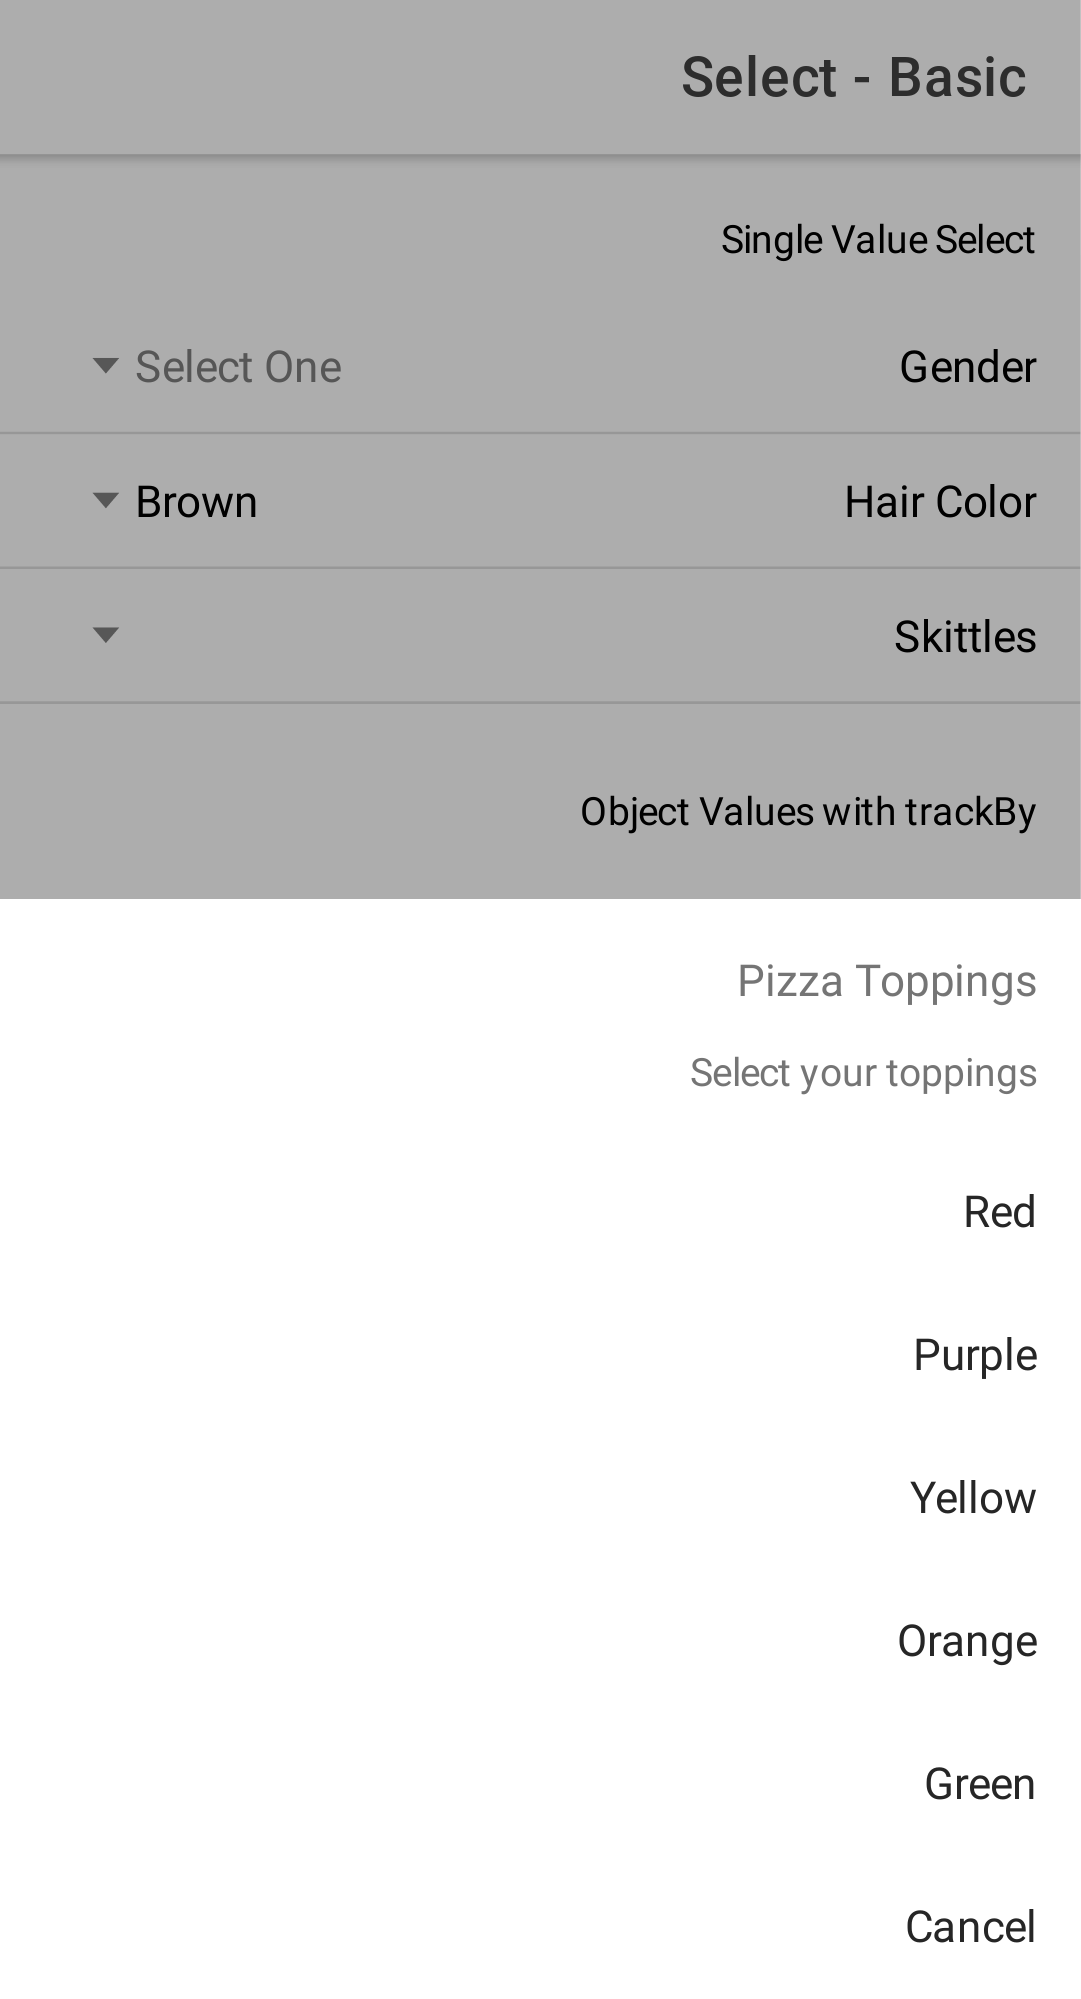 Select - Basic
Single Value Select
Gender
Select One
Hair Color
Brown
Skittles
Object Values with trackBy
Pizza Toppings
Select your toppings
Red
Purple
Yellow
Orange
Green
Cancel